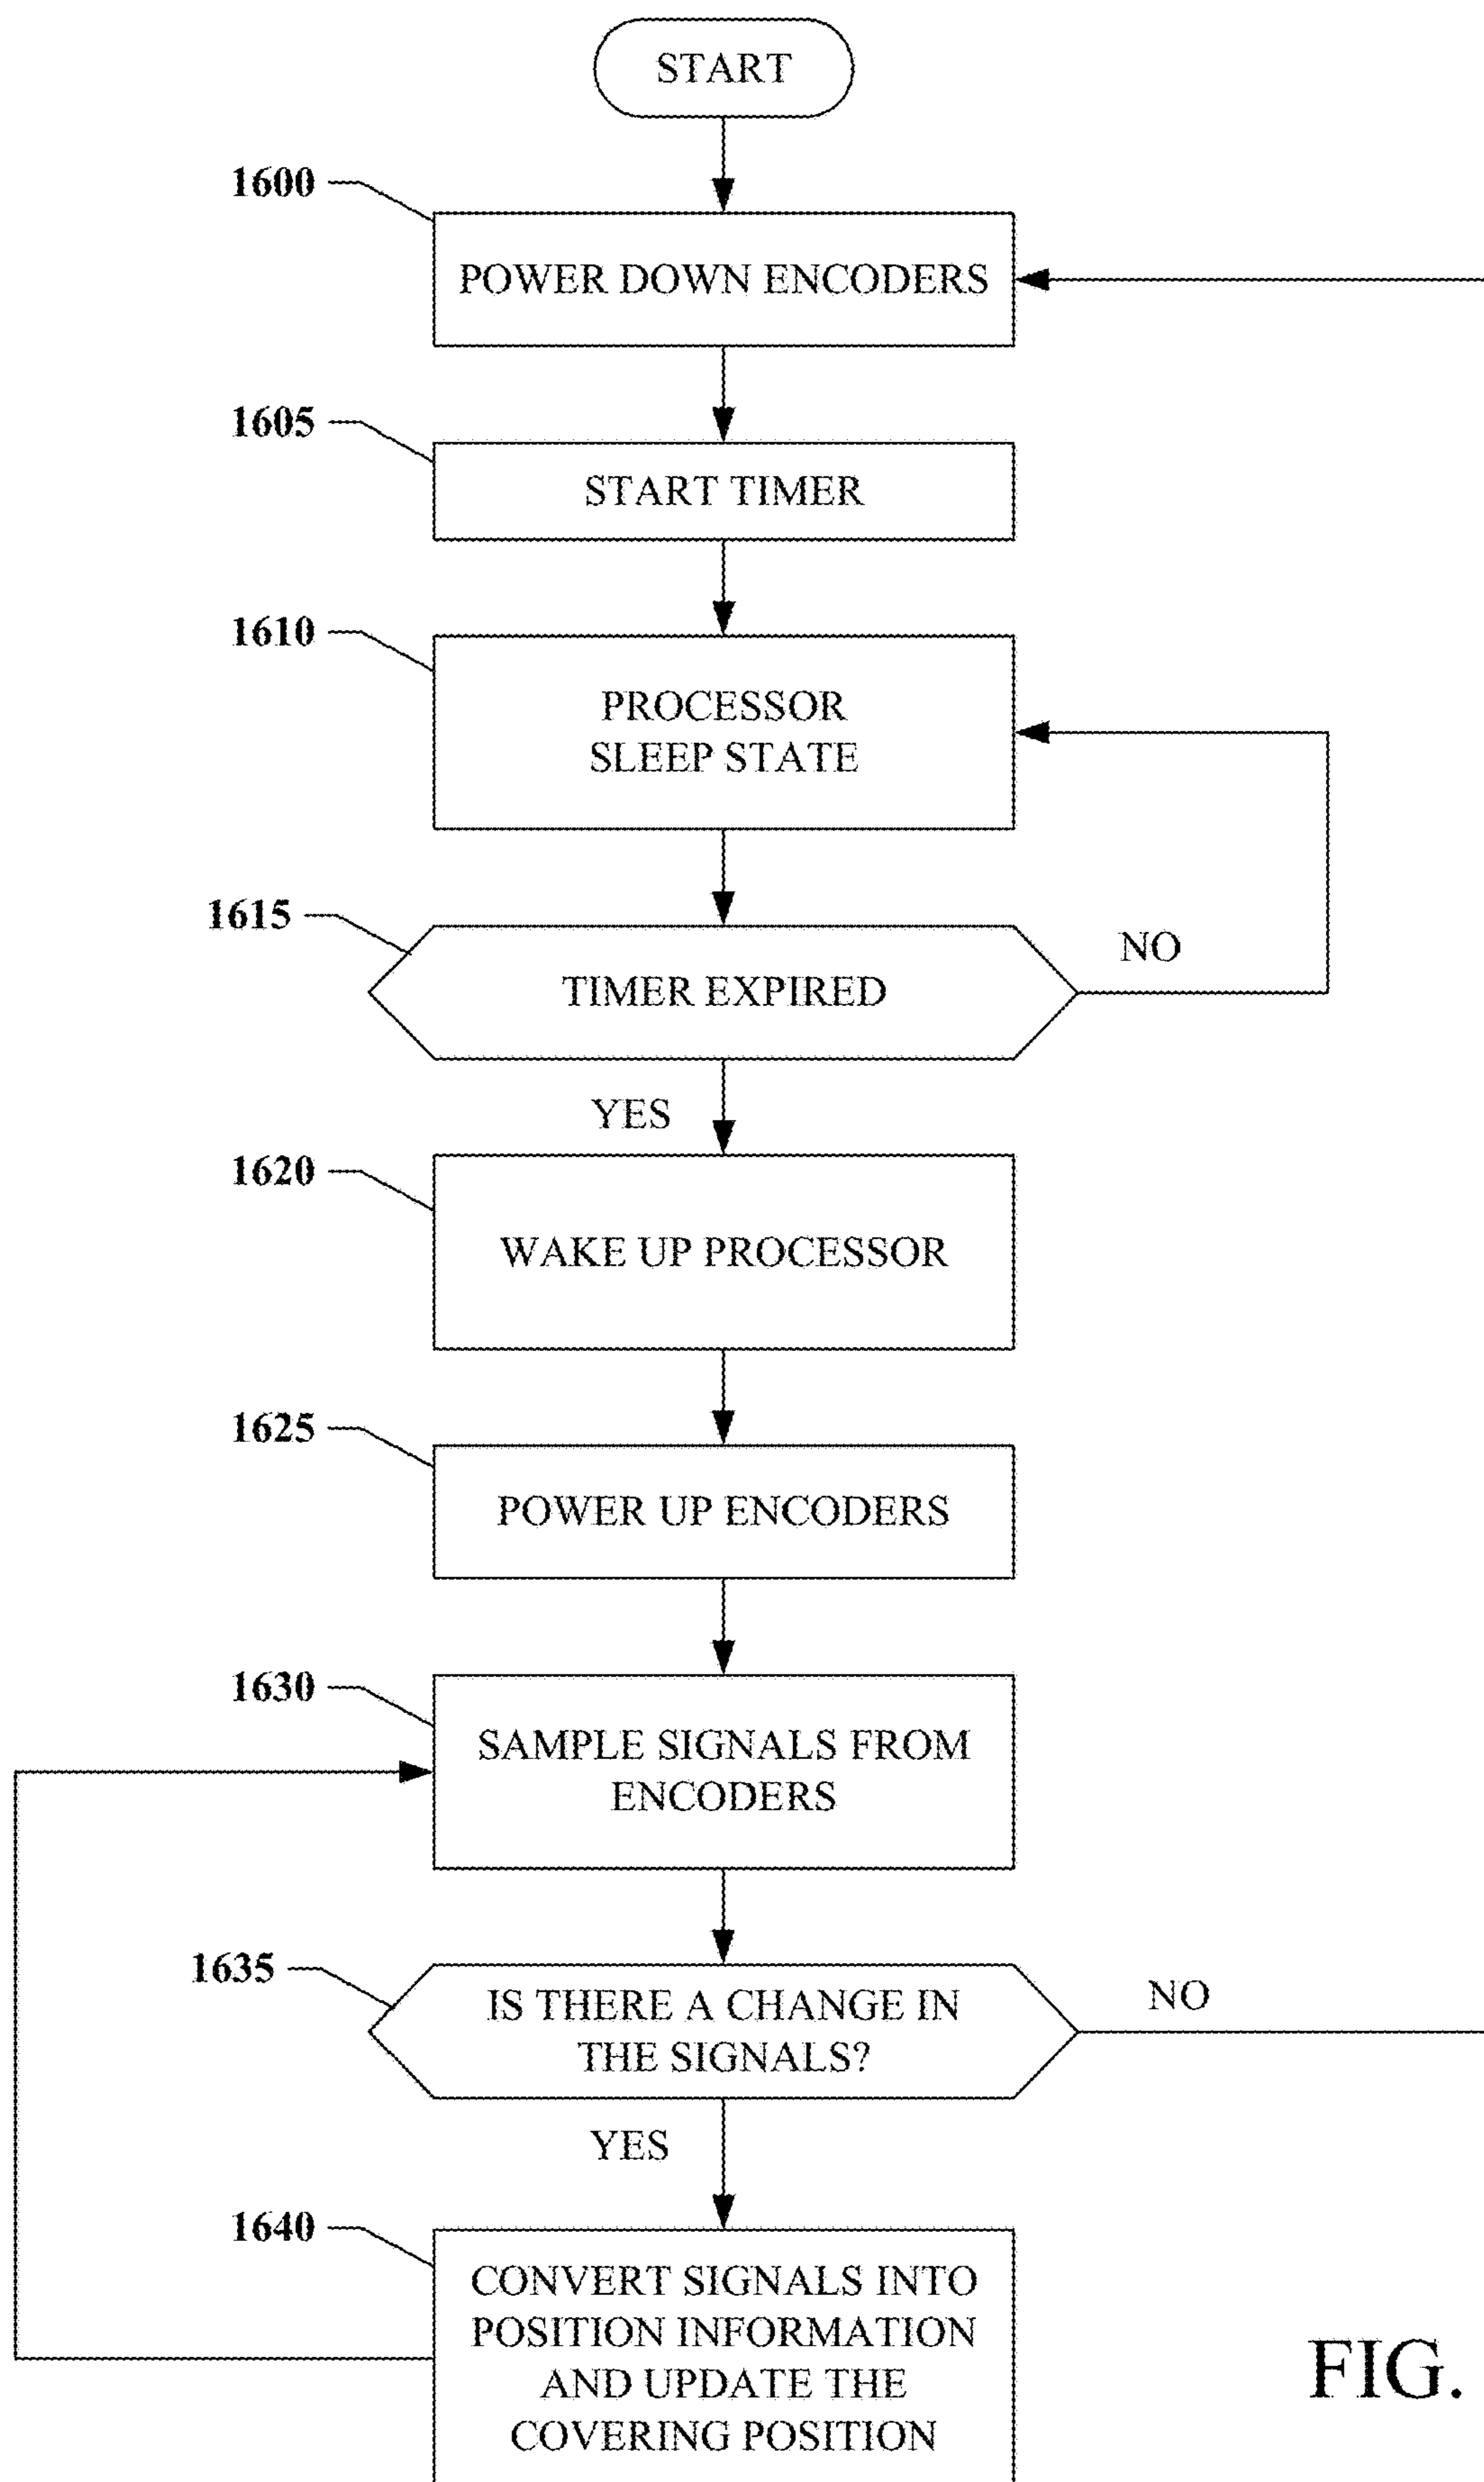 START
1600
POWER DOWN ENCODERS
1605
START TIMER
1610
PROCESSOR
SLEEP STATE
1615
TIMER EXPIRED
NO
YES
1620
WAKE UP PROCESSOR
1625
POWER UP ENCODERS
1630
SAMPLE SIGNALS FROM
ENCODERS
1635
IS THERE A CHANGE IN
THE SIGNALS?
NO
YES
1640
CONVERT SIGNALS INTO
POSITION INFORMATION
AND UPDATE THE
COVERING POSITION
FIG.